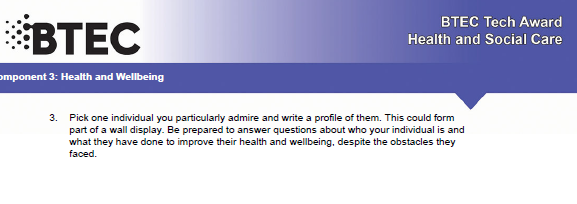 BTEC
BTEC Tech Award
Health and Social Care
omponent 3: Health and Wellbeing
3. Pick one individual you particularly admire and write a profile of them. This could form
part of a wall display. Be prepared to answer questions about who your individual is and
what they have done to improve their health and wellbeing, despite the obstacles they
faced.